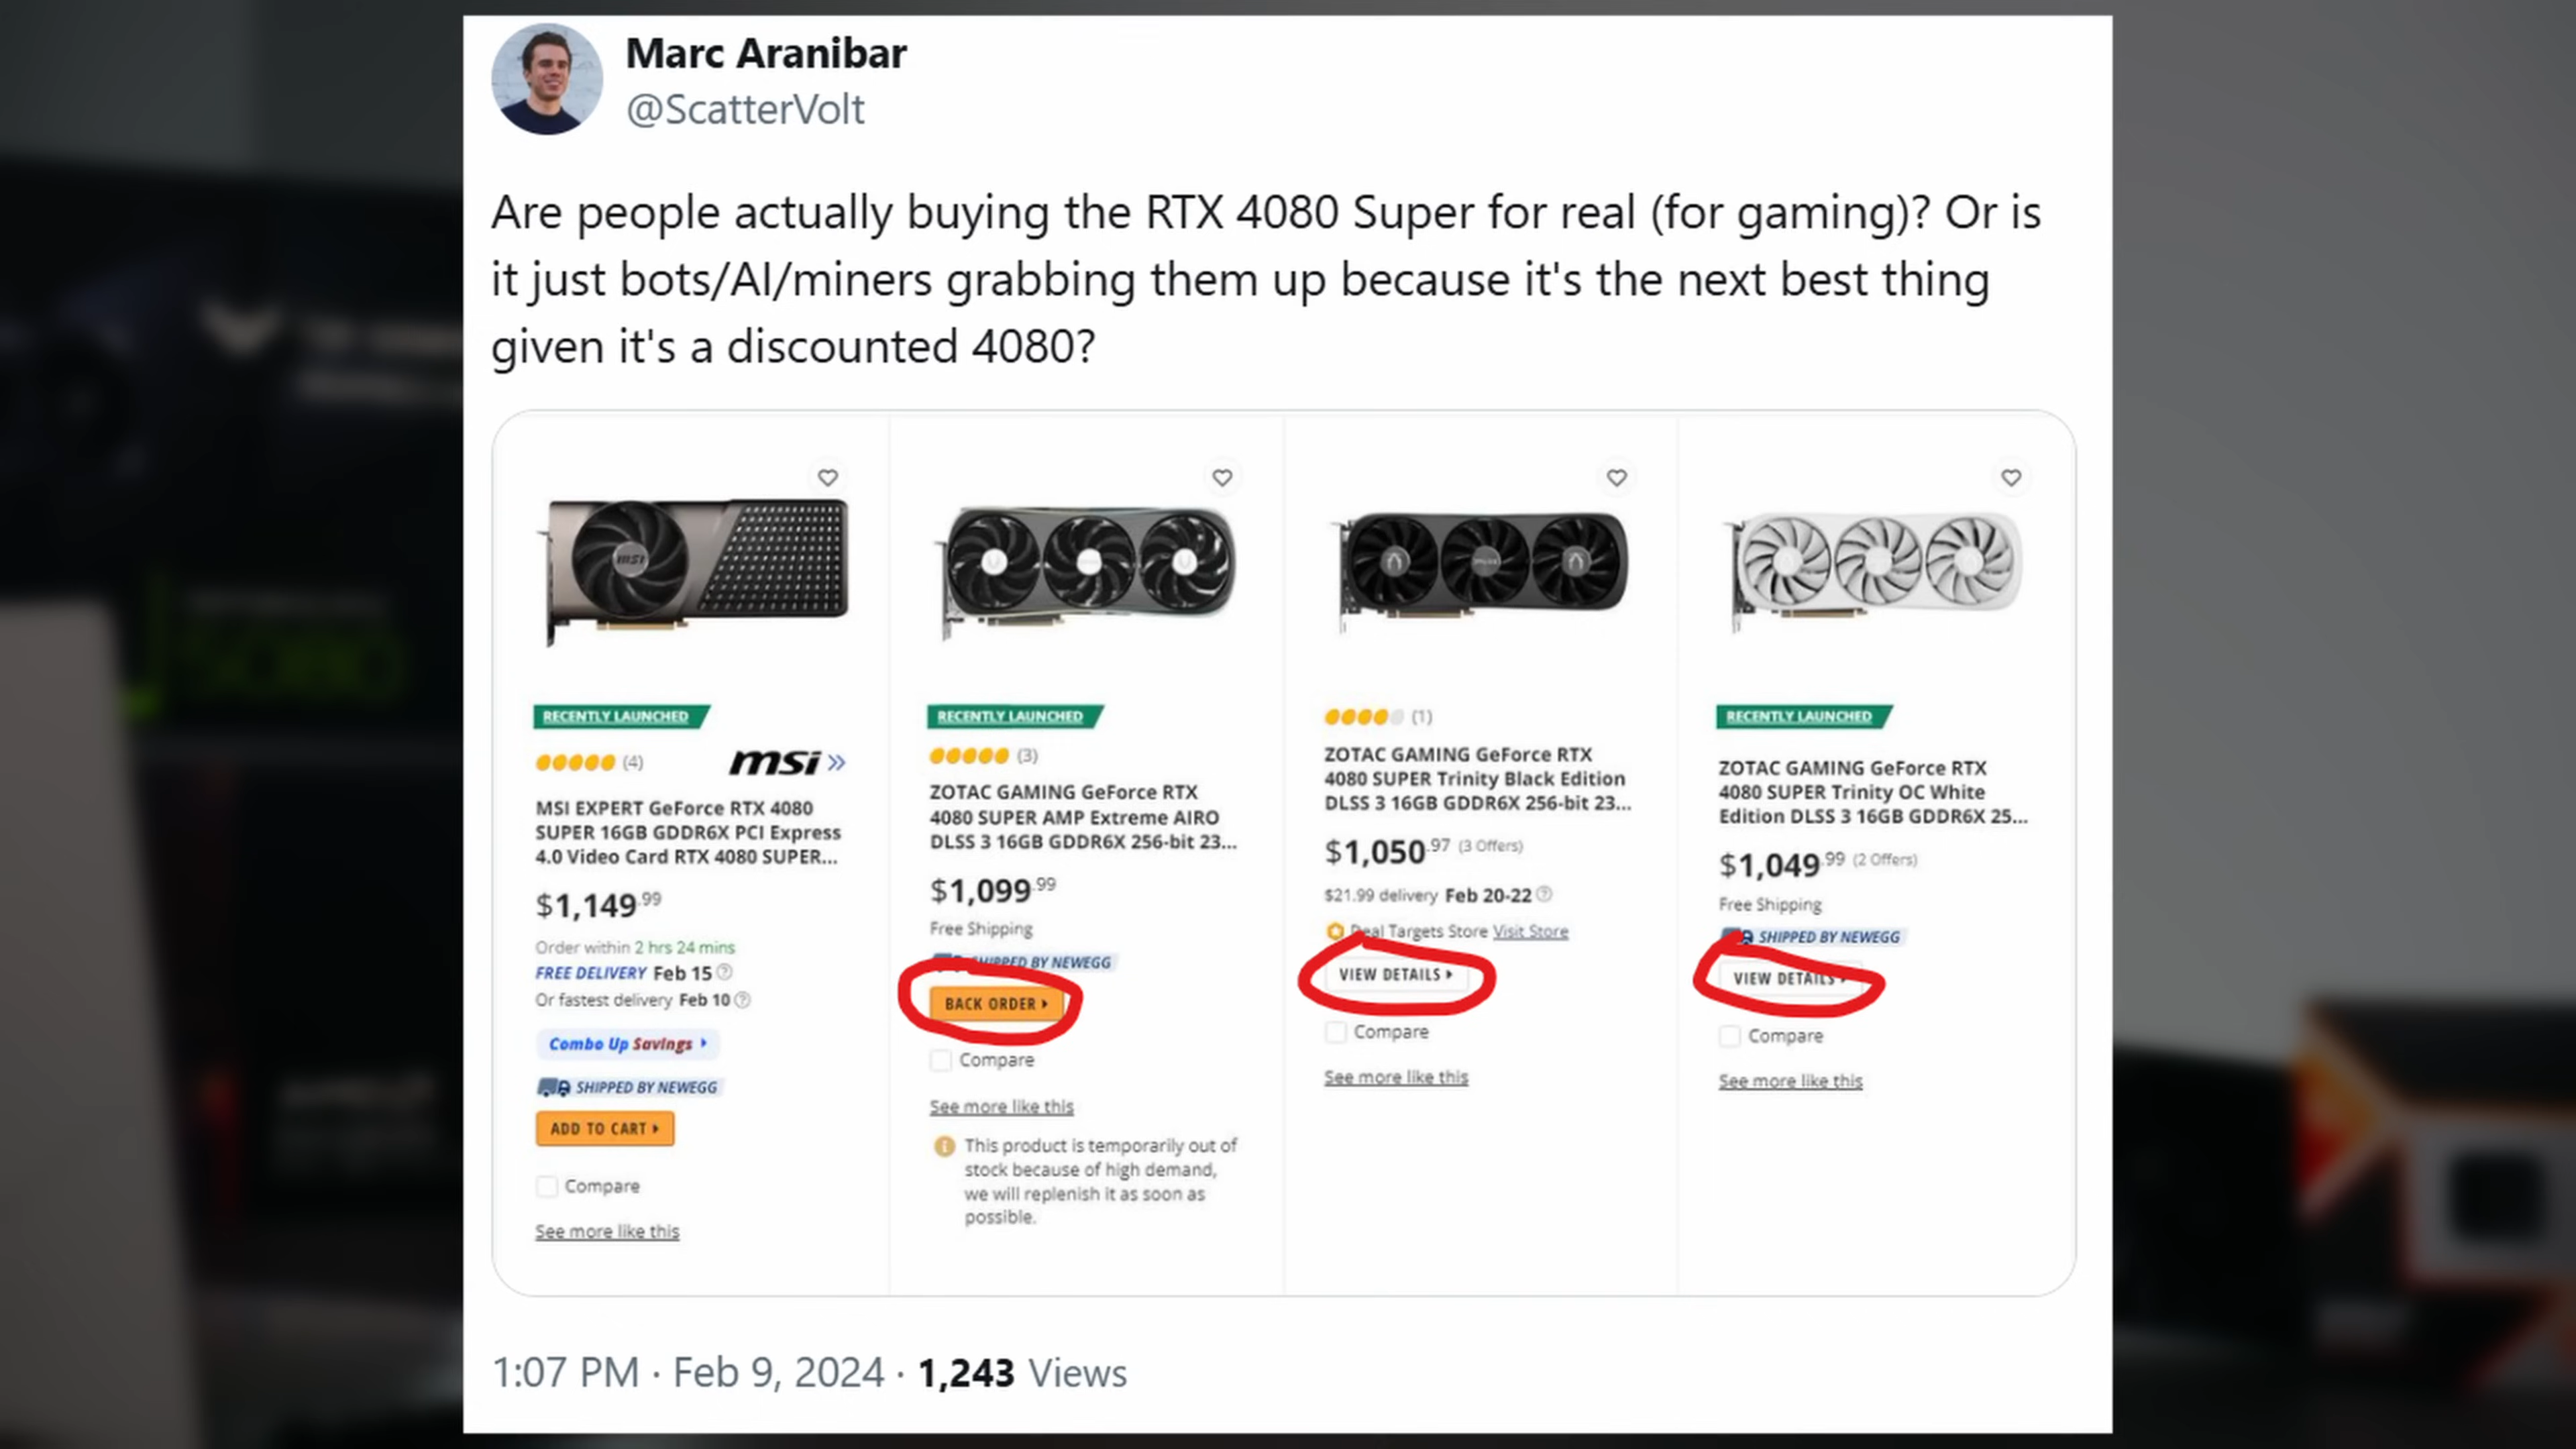 Marc Aranibar
@ScatterVolt
Are people actually buying the RTX 4080 Super for real (for gaming)? Or is
it just bots/AI/miners grabbing them up because it's the next best thing
given it's a discounted 4080?
msi
RECENTLY LAUNCHED
(4)
msi
MSI EXPERT GeForce RTX 4080
SUPER 16GB GDDR6X PCI Express
4.0 Video Card RTX 4080 SUPER...
$1,149.99
Order within 2 hrs 24 mins
FREE DELIVERY Feb 15
Or fastest delivery Feb 10
Combo Up Savings
SHIPPED BY NEWEGG
ADD TO CART
Compare
See more like this
RECENTLY LAUNCHED
(3)
ZOTAC GAMING GeForce RTX
4080 SUPER AMP Extreme AIRO
DLSS 3 16GB GDDR6X 256-bit 23...
$1,099.99
Free Shipping
SHIPPED BY NEWEGG
BACK ORDER
Compare
See more like this
This product is temporarily out of
stock because of high demand,
we will replenish it as soon as
possible.
(1)
ZOTAC GAMING GeForce RTX
4080 SUPER Trinity Black Edition
DLSS 3 16GB GDDR6X 256-bit 23...
$1,050.97 (3 Offers)
$21.99 delivery Feb 20-22
Deal Targets Store Visit Store
VIEW DETAILS
Compare
See more like this
RECENTLY LAUNCHED
ZOTAC GAMING GeForce RTX
4080 SUPER Trinity OC White
Edition DLSS 3 16GB GDDR6X 25...
$1,049.99 (2 Offers)
Free Shipping
SHIPPED BY NEWEGG
VIEW DETAILS
Compare
See more like this
1:07 PM · Feb 9, 2024 · 1,243 Views